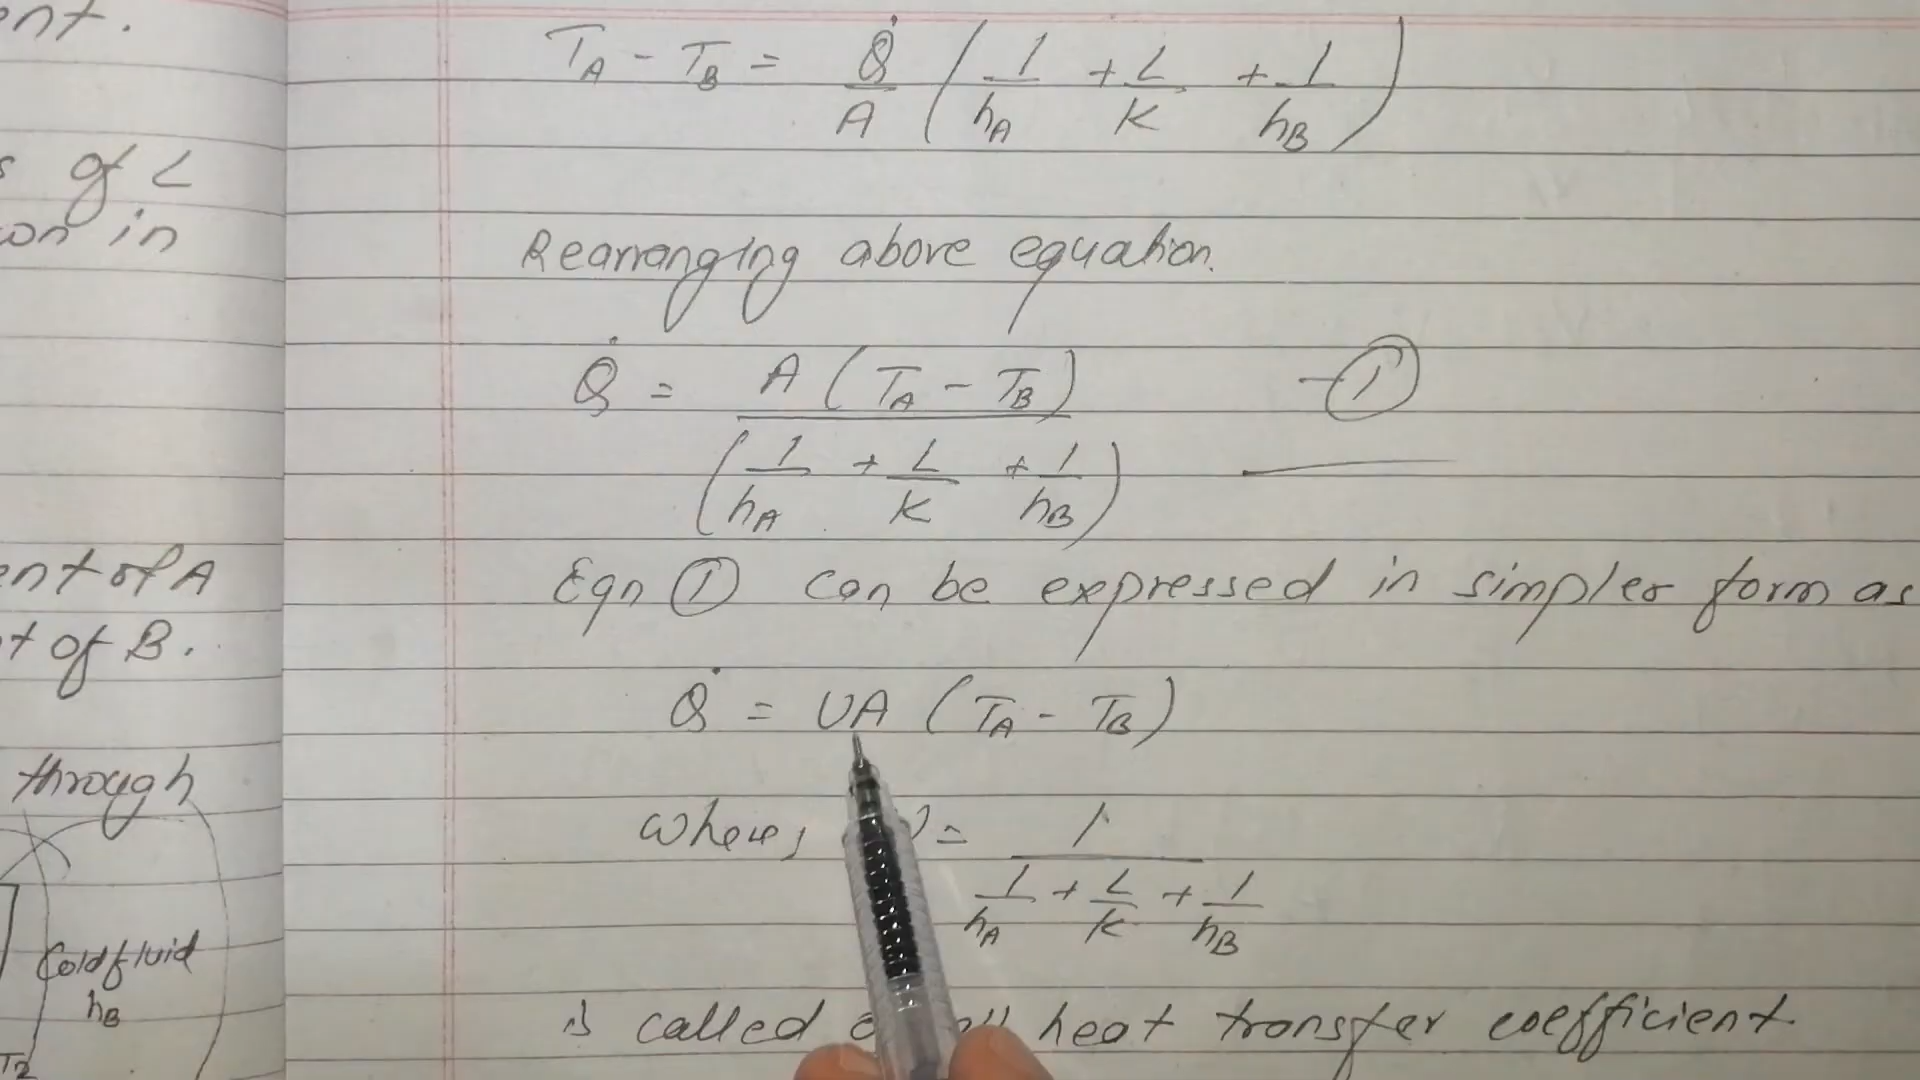 ent.
s of L
won in
ent of A
t of B.
through
Cold fluid
hB
T2
TA - TB = Q̇/A (1/hA + L/K + 1/hB)
Rearranging above equation.
Q̇ = A (TA - TB) / (1/hA + L/K + 1/hB) - ①
Eqn ① can be expressed in simpler form as
Q̇ = UA (TA - TB)
Where, = 1 / (1/hA + L/K + 1/hB)
is called heat transfer coefficient.